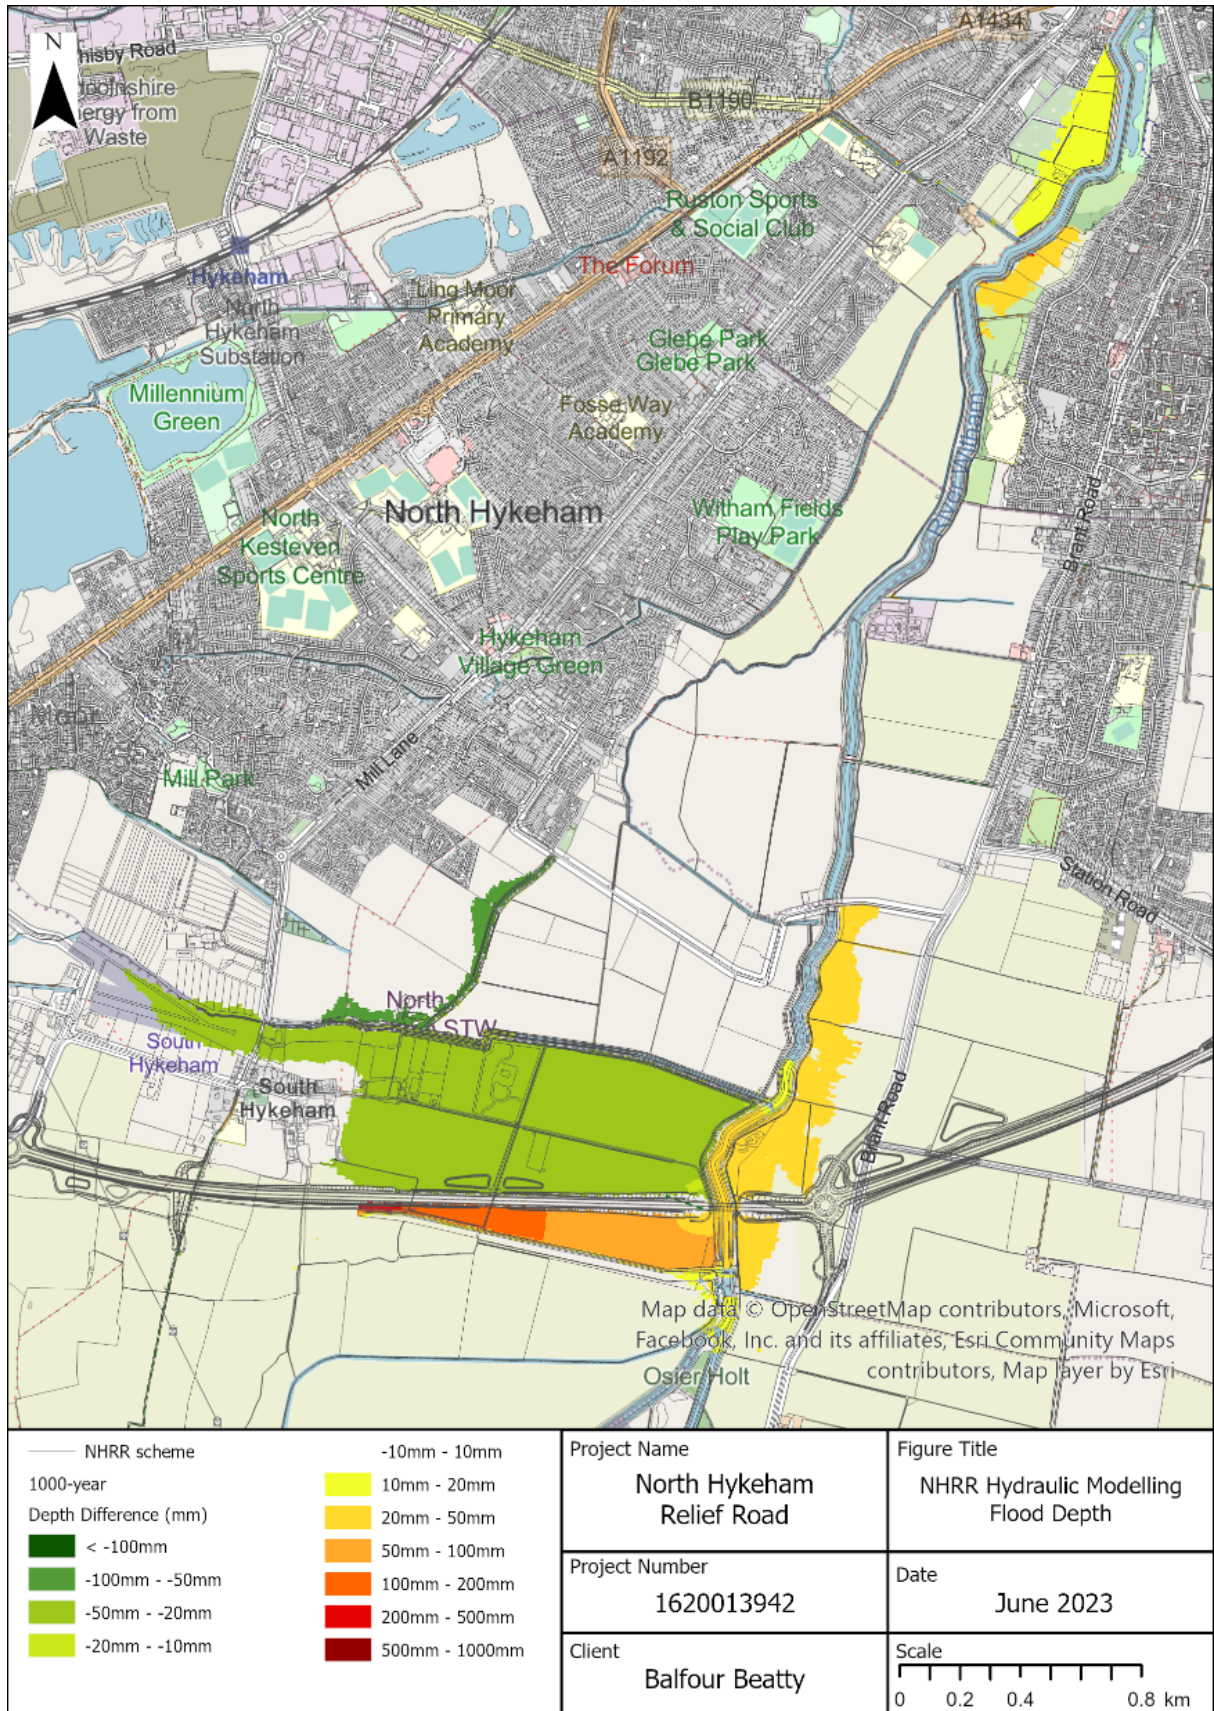 N
hisby Road
ergy from
Waste
A1434
B1190
A1192
Ruston Sports
& Social Club
Hykeham
The Forum
North
Hykeham
Substation
Ling Moor
Primary
Academy
Glebe Park
Glebe Park
Millennium
Green
Fosse Way
Academy
River Witham
North Hykeham
Witham Fields
Play Park
Brant Road
North
Kesteven
Sports Centre
Hykeham
Village Green
Mill Lane
Mill Park
Station Road
North
STW
South
Hykeham
South
Hykeham
Brant Road
Map data © OpenStreetMap contributors, Microsoft,
Facebook, Inc. and its affiliates, Esri Community Maps
contributors, Map layer by Esri
Osier Holt
NHRR scheme
1000-year
Depth Difference (mm)
< -100mm
-100mm - -50mm
-50mm - -20mm
-20mm - -10mm
-10mm - 10mm
10mm - 20mm
20mm - 50mm
50mm - 100mm
100mm - 200mm
200mm - 500mm
500mm - 1000mm
Project Name
North Hykeham
Relief Road
Figure Title
NHRR Hydraulic Modelling
Flood Depth
Project Number
1620013942
Date
June 2023
Client
Balfour Beatty
Scale
0 0.2 0.4 0.8 km